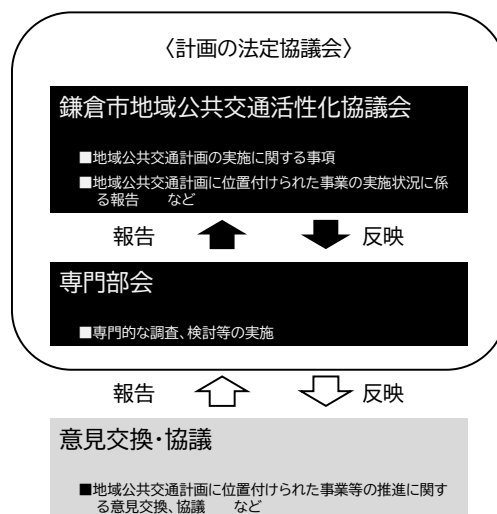 〈計画の法定協議会〉
鎌倉市地域公共交通活性化協議会
■地域公共交通計画の実施に関する事項
■地域公共交通計画に位置付けられた事業の実施状況に係
る報告　　など
報告　反映
専門部会
■専門的な調査、検討等の実施
報告　反映
意見交換・協議
■地域公共交通計画に位置付けられた事業等の推進に関す
る意見交換、協議　　など